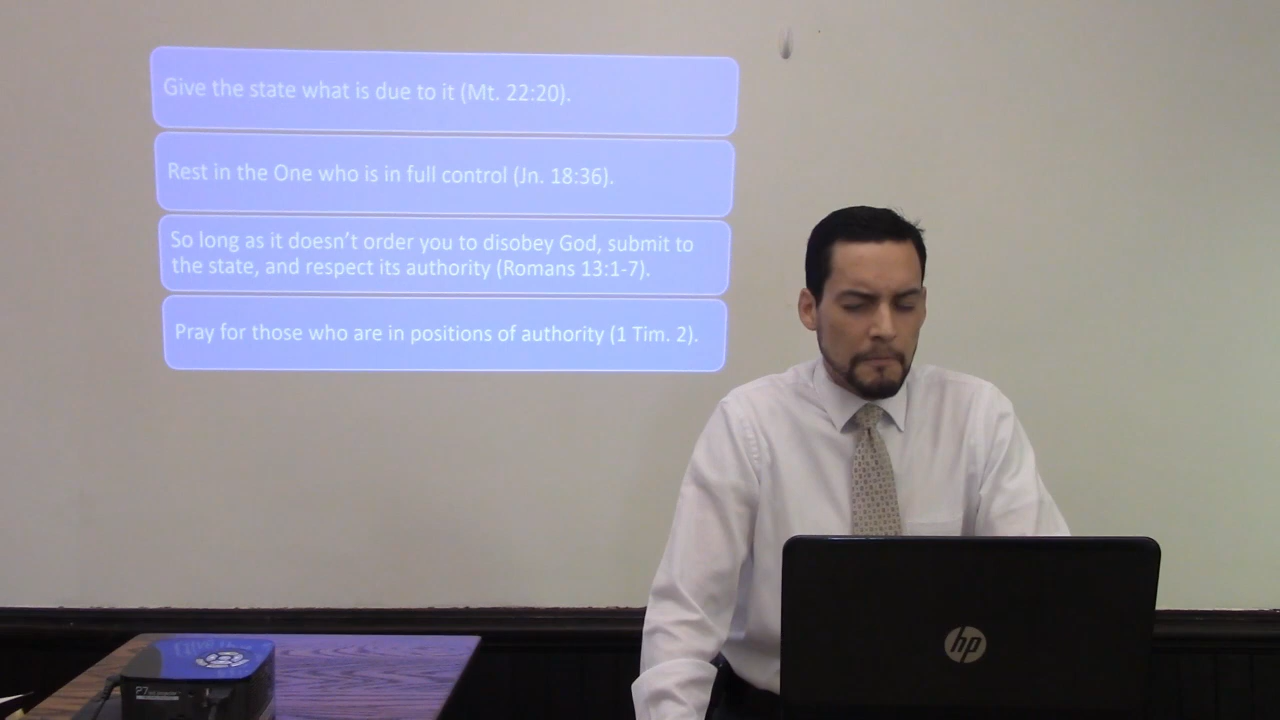 Give the state what is due to it (Mt. 22:20).
Rest in the One who is in full control (Jn. 18:36).
So long as it doesn't order you to disobey God, submit to
the state, and respect its authority (Romans 13:1-7).
Pray for those who are in positions of authority (1 Tim. 2).
hp
P7